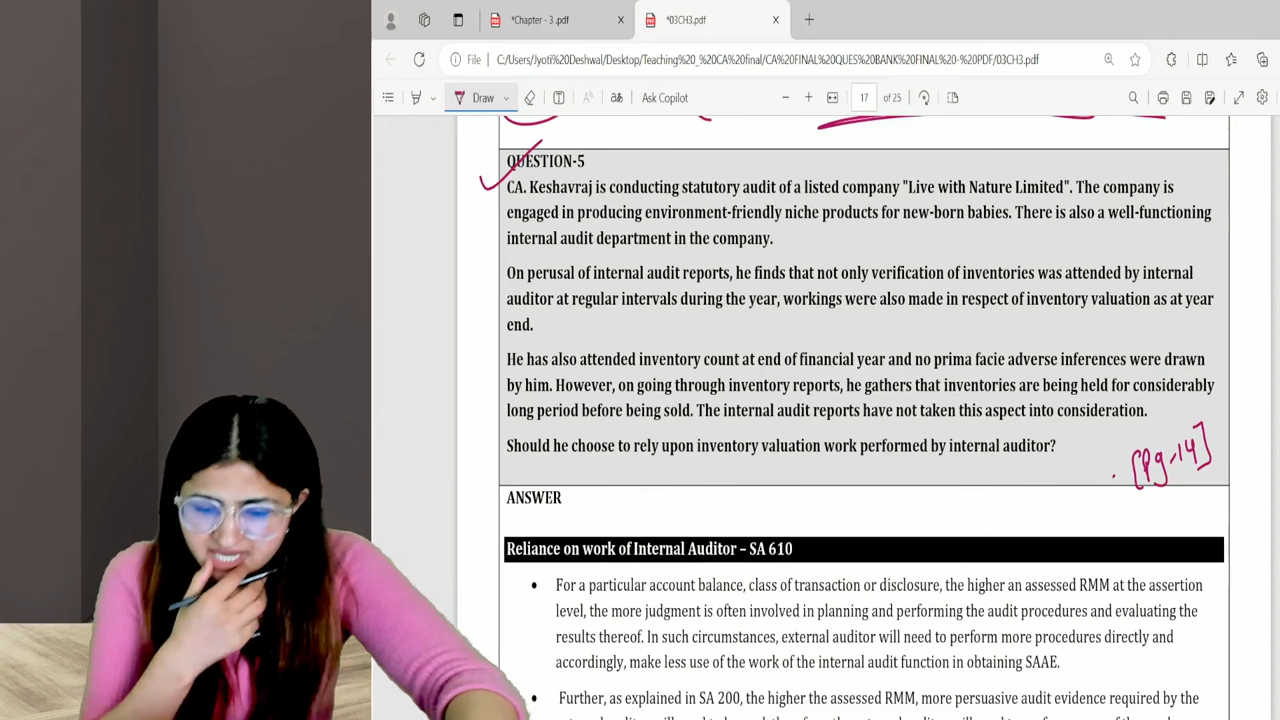 *Chapter - 3 .pdf
*03CH3.pdf
File
C:/Users/Jyoti%20Deshwal/Desktop/Teaching%20_%20CA%20final/CA%20FINAL%20QUES%20BANK%20FINAL%20-%20PDF/03CH3.pdf
Draw
Ask Copilot
17 of 25
QUESTION-5
CA. Keshavraj is conducting statutory audit of a listed company "Live with Nature Limited". The company is
engaged in producing environment-friendly niche products for new-born babies. There is also a well-functioning
internal audit department in the company.
On perusal of internal audit reports, he finds that not only verification of inventories was attended by internal
auditor at regular intervals during the year, workings were also made in respect of inventory valuation as at year
end.
He has also attended inventory count at end of financial year and no prima facie adverse inferences were drawn
by him. However, on going through inventory reports, he gathers that inventories are being held for considerably
long period before being sold. The internal audit reports have not taken this aspect into consideration.
Should he choose to rely upon inventory valuation work performed by internal auditor?
[Pg-14]
ANSWER
Reliance on work of Internal Auditor – SA 610
• For a particular account balance, class of transaction or disclosure, the higher an assessed RMM at the assertion
level, the more judgment is often involved in planning and performing the audit procedures and evaluating the
results thereof. In such circumstances, external auditor will need to perform more procedures directly and
accordingly, make less use of the work of the internal audit function in obtaining SAAE.
• Further, as explained in SA 200, the higher the assessed RMM, more persuasive audit evidence required by the